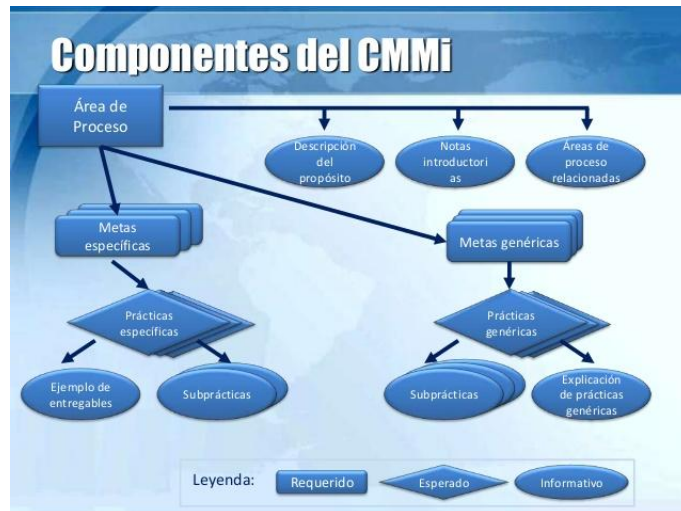 Componentes del CMMi
Área de
Proceso
Descripción
del
propósito
Notas
introductori
as
Áreas de
proceso
relacionadas
Metas
específicas
Metas genéricas
Prácticas
específicas
Prácticas
genéricas
Ejemplo de
entregables
Subprácticas
Subprácticas
Explicación
de prácticas
genéricas
Leyenda:
Requerido
Esperado
Informativo